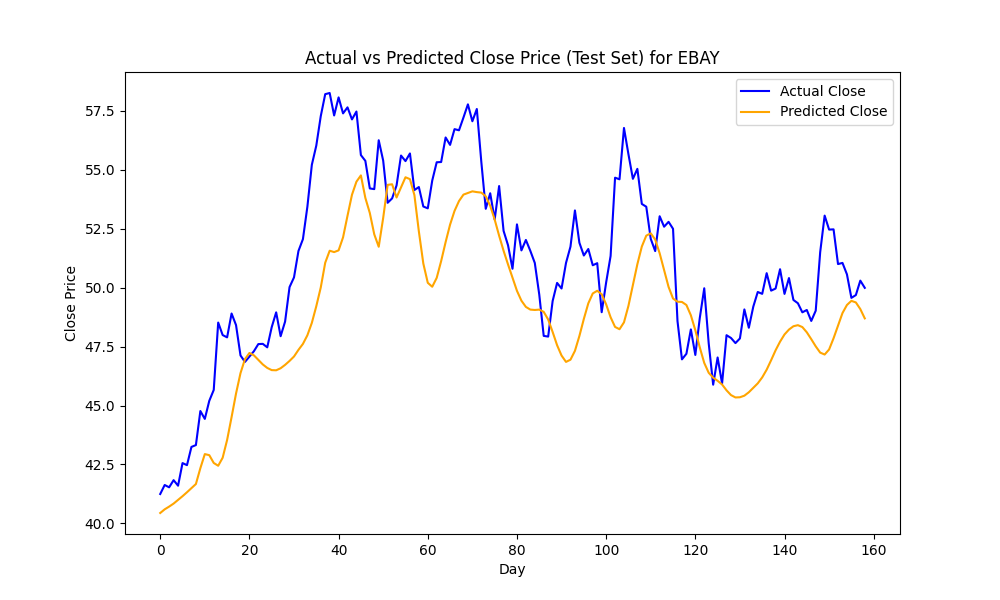 Actual vs Predicted Close Price (Test Set) for EBAY
Actual Close
Predicted Close
57.5
55.0
52.5
50.0
47.5
45.0
42.5
40.0
Close Price
0 20 40 60 80 100 120 140 160
Day